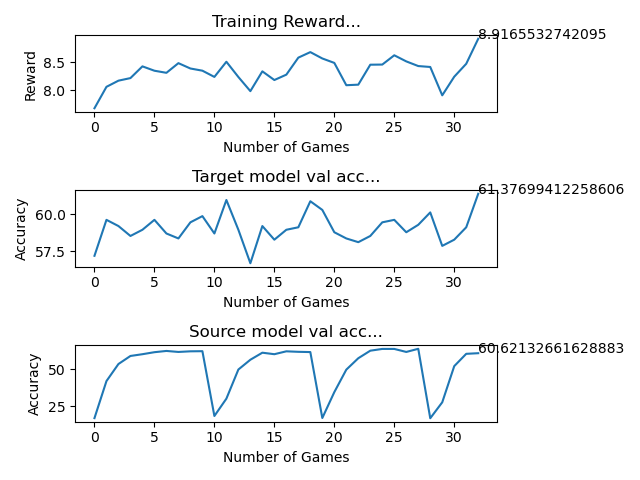 Training Reward...
8.9165532742095
8.5
8.0
Reward
0 5 10 15 20 25 30
Number of Games
Target model val acc...
61.37699412258606
60.0
57.5
Accuracy
0 5 10 15 20 25 30
Number of Games
Source model val acc...
60.62132661628883
50
25
Accuracy
0 5 10 15 20 25 30
Number of Games